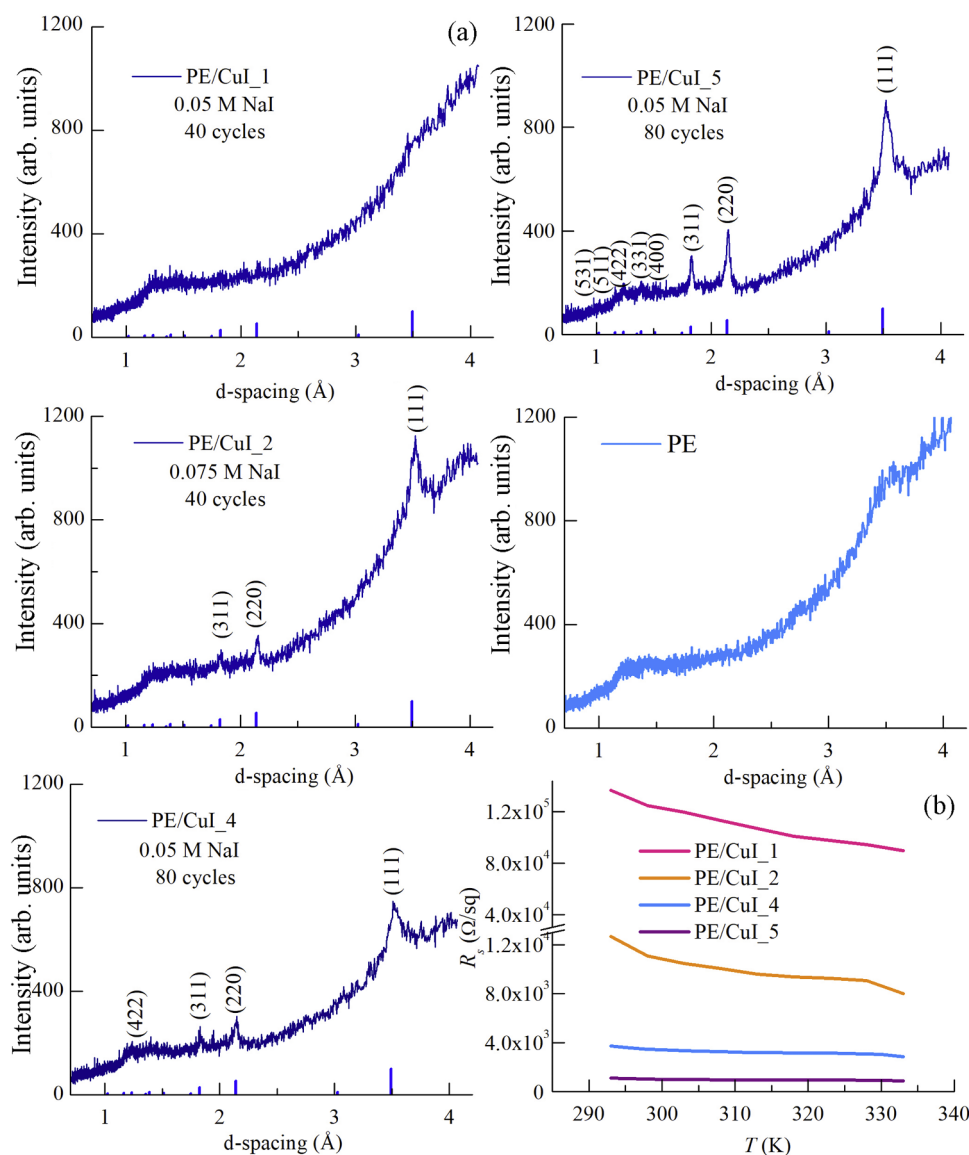 (a)
1200
800
400
0
Intensity (arb. units)
PE/CuI_1
0.05 M NaI
40 cycles
1
2
3
4
d-spacing (Å)
1200
800
400
0
Intensity (arb. units)
PE/CuI_5
0.05 M NaI
80 cycles
(531)
(511)
(422)
(331)
(400)
(311)
(220)
(111)
1
2
3
4
d-spacing (Å)
1200
800
400
0
Intensity (arb. units)
PE/CuI_2
0.075 M NaI
40 cycles
(311)
(220)
(111)
1
2
3
4
d-spacing (Å)
1200
800
400
0
Intensity (arb. units)
PE
1
2
3
4
d-spacing (Å)
1200
800
400
0
Intensity (arb. units)
PE/CuI_4
0.05 M NaI
80 cycles
(422)
(311)
(220)
(111)
1
2
3
4
d-spacing (Å)
(b)
1.2x10⁵
8.0x10⁴
4.0x10⁴
1.2x10⁴
8.0x10³
4.0x10³
0
Rₛ (Ω/sq)
PE/CuI_1
PE/CuI_2
PE/CuI_4
PE/CuI_5
290
300
310
320
330
340
T (K)